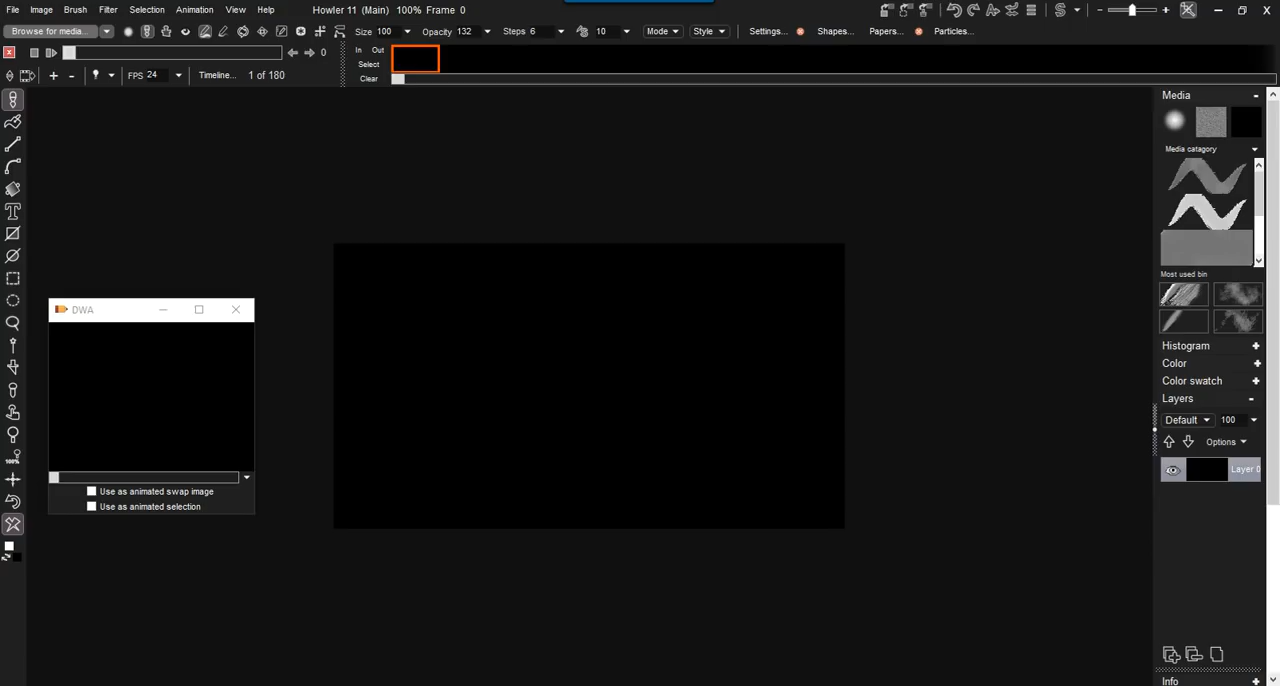 File Image Brush Filter Selection Animation View Help Howler 11 (Main) 100% Frame 0
Browse for media... Size 100 Opacity 132 Steps 6 10 Mode Style Settings... Shapes... Papers... Particles...
0 In Out
Select
FPS 24 Timeline... 1 of 180 Clear
Media
Media catagory
Most used bin
DWA
Histogram
Color
Color swatch
Layers
Default 100
Options
100%
Layer 0
Use as animated swap image
Use as animated selection
Info